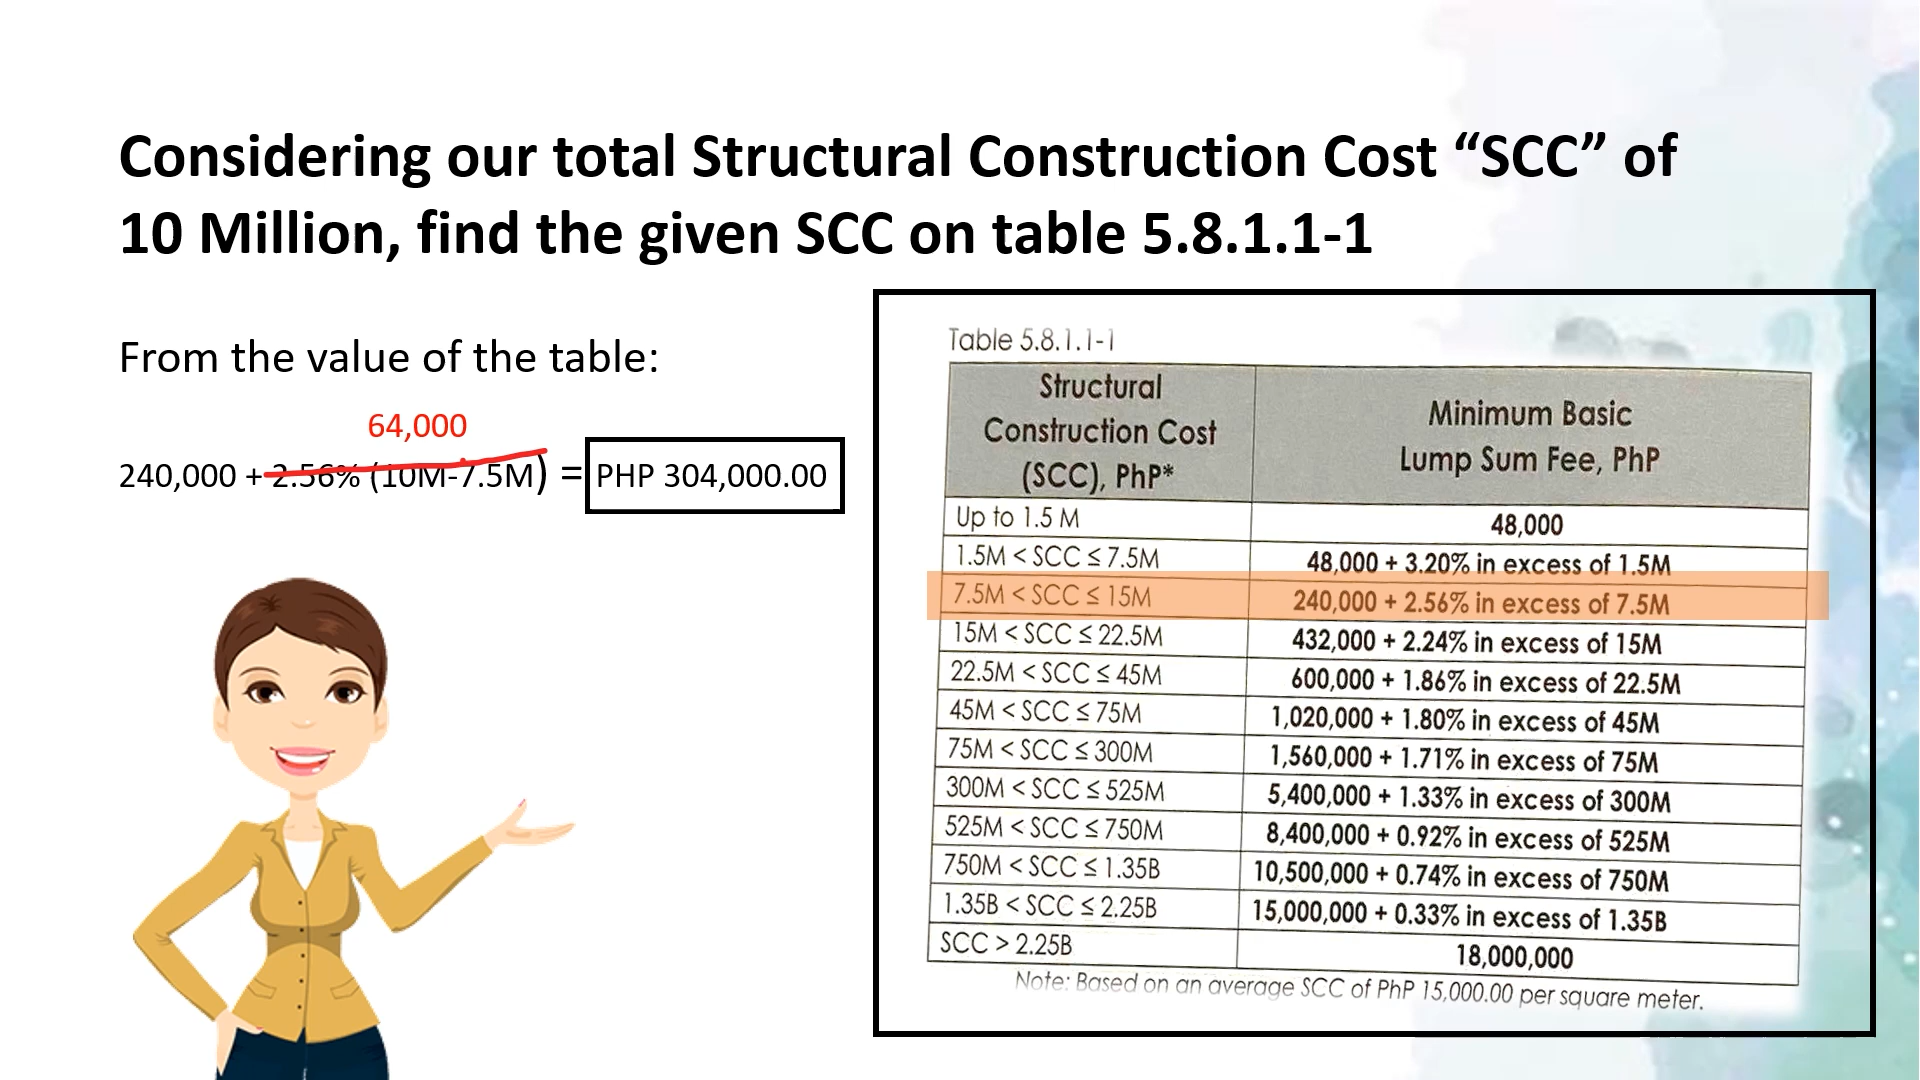 Considering our total Structural Construction Cost “SCC” of
10 Million, find the given SCC on table 5.8.1.1-1
From the value of the table:
64,000
240,000 + 2.56% (10M-7.5M) = PHP 304,000.00
Table 5.8.1.1-1
Structural Construction Cost (SCC), PhP* Minimum Basic Lump Sum Fee, PhP
Up to 1.5 M 48,000
1.5M < SCC ≤ 7.5M 48,000 + 3.20% in excess of 1.5M
7.5M < SCC ≤ 15M 240,000 + 2.56% in excess of 7.5M
15M < SCC ≤ 22.5M 432,000 + 2.24% in excess of 15M
22.5M < SCC ≤ 45M 600,000 + 1.86% in excess of 22.5M
45M < SCC ≤ 75M 1,020,000 + 1.80% in excess of 45M
75M < SCC ≤ 300M 1,560,000 + 1.71% in excess of 75M
300M < SCC ≤ 525M 5,400,000 + 1.33% in excess of 300M
525M < SCC ≤ 750M 8,400,000 + 0.92% in excess of 525M
750M < SCC ≤ 1.35B 10,500,000 + 0.74% in excess of 750M
1.35B < SCC ≤ 2.25B 15,000,000 + 0.33% in excess of 1.35B
SCC > 2.25B 18,000,000
Note: Based on an average SCC of PhP 15,000.00 per square meter.